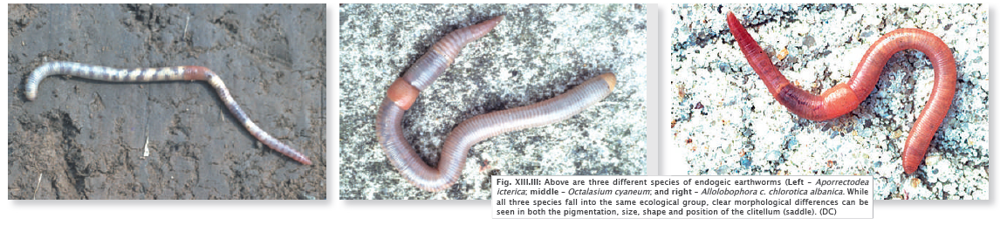 Fig. XIII.III: Above are three different species of endogeic earthworms (Left – Aporrectodea
icterica; middle – Octalasium cyaneum; and right – Allolobophora c. chlorotica albanica. While
all three species fall into the same ecological group, clear morphological differences can be
seen in both the pigmentation, size, shape and position of the clitellum (saddle). (DC)